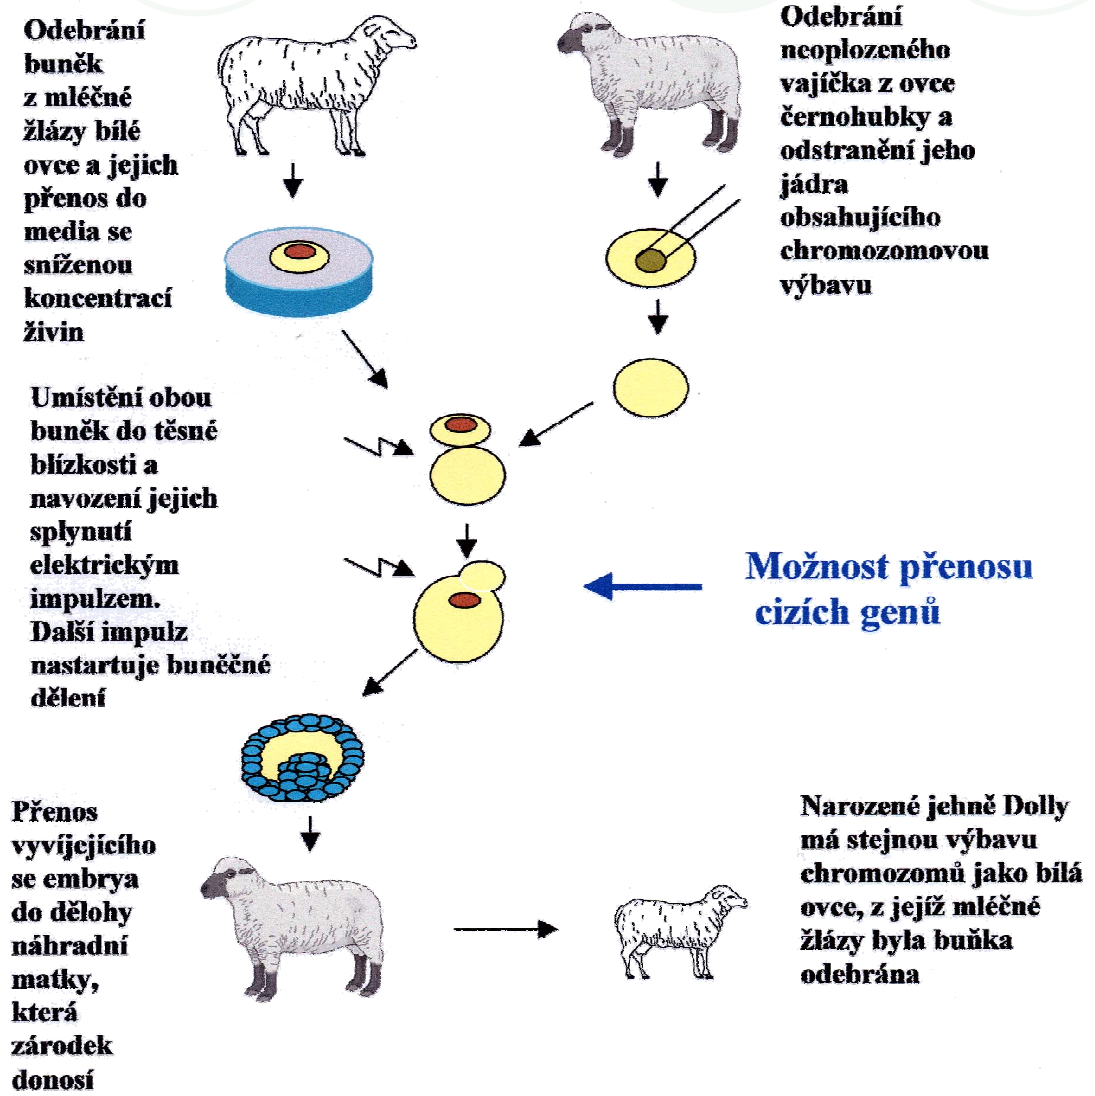 Odebrání
buněk
z mléčné
žlázy bílé
ovce a jejich
přenos do
media se
sníženou
koncentrací
živin
Odebrání
neoplozeného
vajíčka z ovce
černohubky a
odstranění jeho
jádra
obsahujícího
chromozomovou
výbavu
Umístění obou
buněk do těsné
blízkosti a
navození jejich
splynutí
elektrickým
impulzem.
Další impulz
nastartuje buněčné
dělení
Možnost přenosu
cizích genů
Přenos
vyvíjejícího
se embrya
do dělohy
náhradní
matky,
která
zárodek
donosí
Narozené jehně Dolly
má stejnou výbavu
chromozomů jako bílá
ovce, z jejíž mléčné
žlázy byla buňka
odebrána